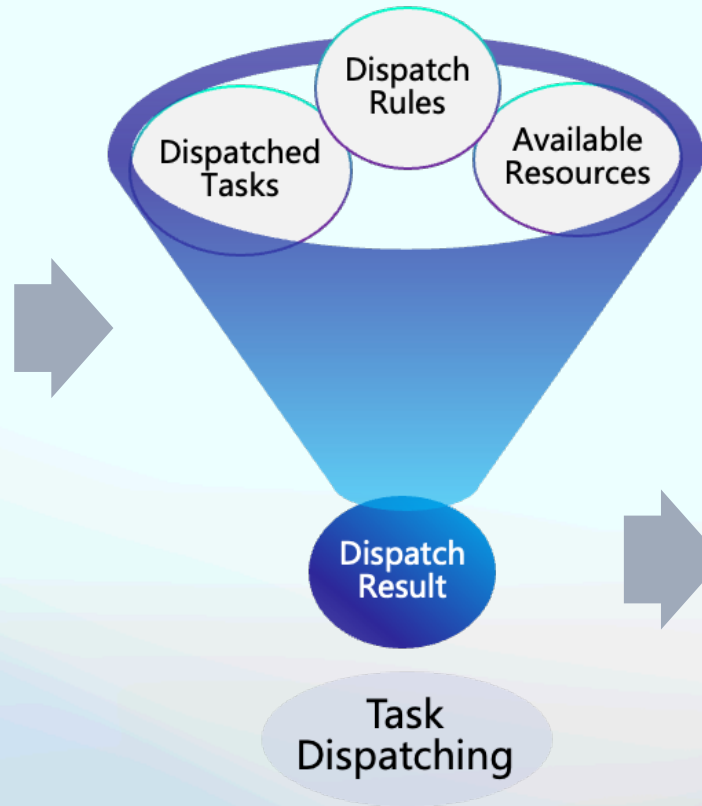 Dispatch
Rules
Dispatched
Tasks
Available
Resources
Dispatch
Result
Task
Dispatching